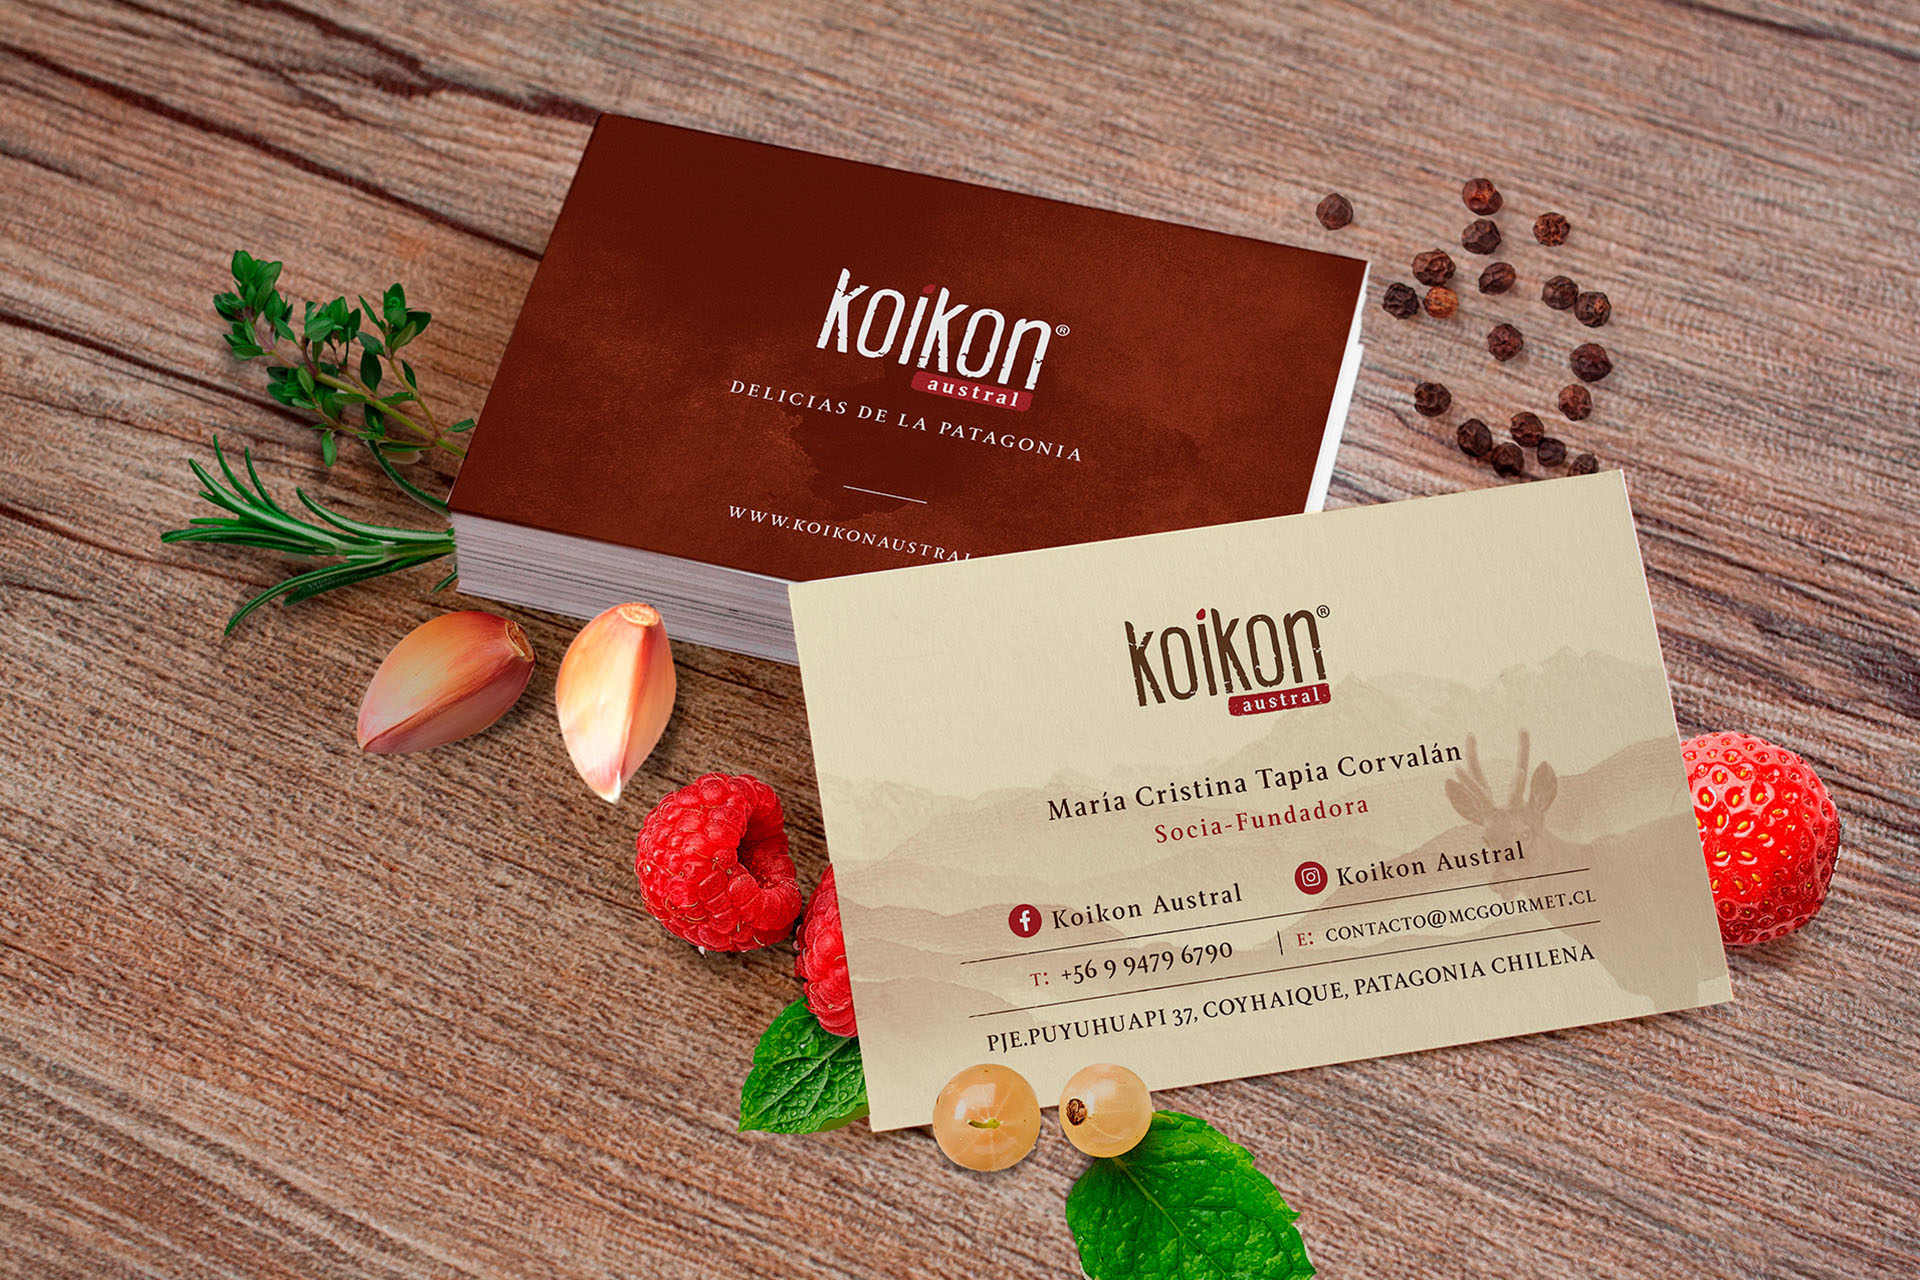 koikon®
austral
DELICIAS DE LA PATAGONIA
WWW.KOIKONAUSTRAL
koikon®
austral
María Cristina Tapia Corvalán
Socia-Fundadora
Koikon Austral
Koikon Austral
T: +56 9 9479 6790 | E: CONTACTO@MCGOURMET.CL
PJE.PUYUHUAPI 37, COYHAIQUE, PATAGONIA CHILENA